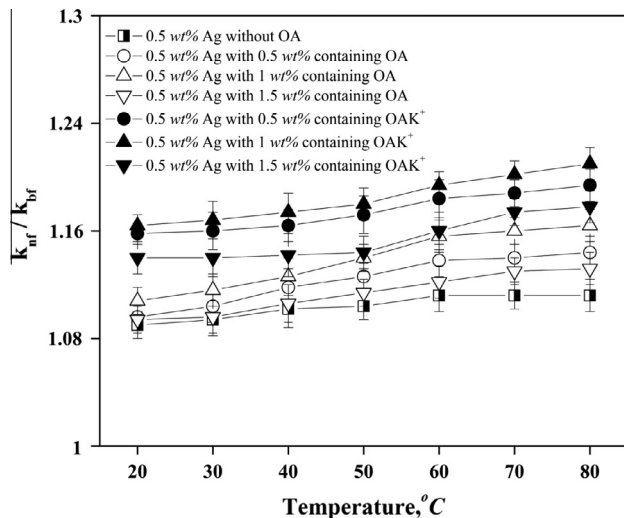 1.3
0.5 wt% Ag without OA
0.5 wt% Ag with 0.5 wt% containing OA
0.5 wt% Ag with 1 wt% containing OA
0.5 wt% Ag with 1.5 wt% containing OA
0.5 wt% Ag with 0.5 wt% containing OAK⁺
0.5 wt% Ag with 1 wt% containing OAK⁺
0.5 wt% Ag with 1.5 wt% containing OAK⁺
1.24
k_nf / k_bf
1.16
1.08
1
20 30 40 50 60 70 80
Temperature,°C